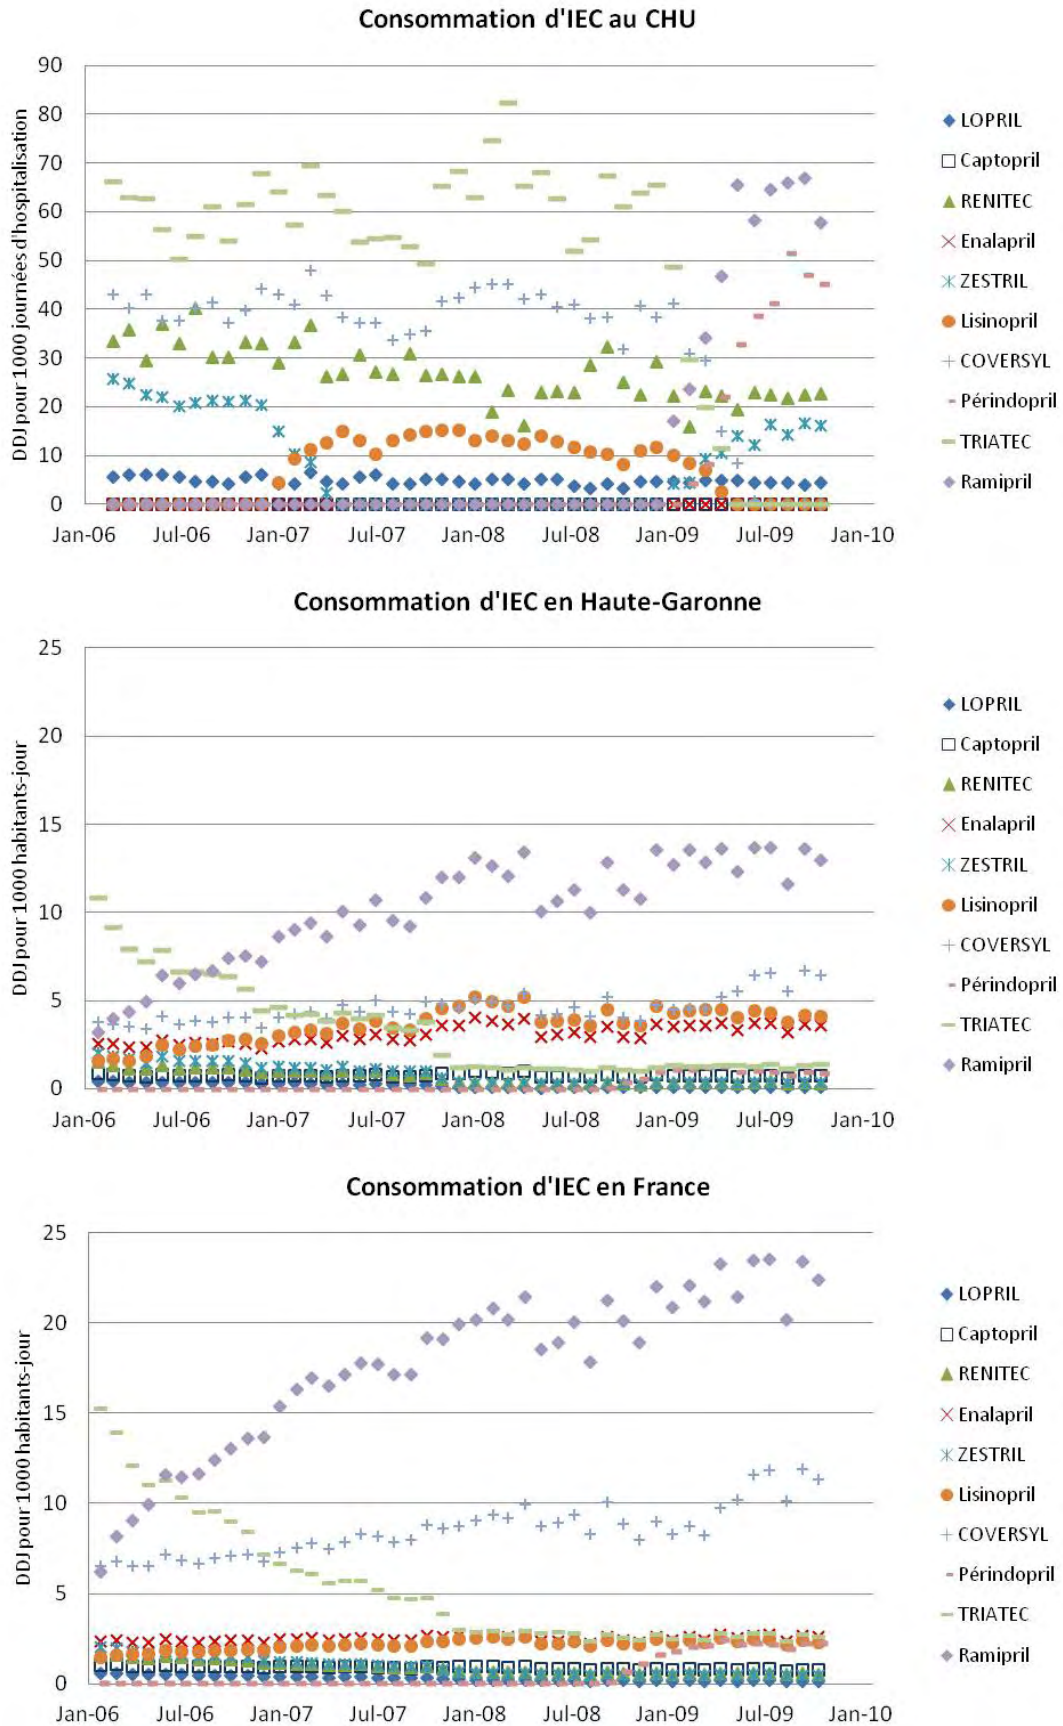 Consommation d'IEC au CHU
DDJ pour 1000 journées d'hospitalisation
90
80
70
60
50
40
30
20
10
0
Jan-06 Jul-06 Jan-07 Jul-07 Jan-08 Jul-08 Jan-09 Jul-09 Jan-10
LOPRIL
Captopril
RENITEC
Enalapril
ZESTRIL
Lisinopril
COVERSYL
Périndopril
TRIATEC
Ramipril
Consommation d'IEC en Haute-Garonne
DDJ pour 1000 habitants-jour
25
20
15
10
5
0
Jan-06 Jul-06 Jan-07 Jul-07 Jan-08 Jul-08 Jan-09 Jul-09 Jan-10
LOPRIL
Captopril
RENITEC
Enalapril
ZESTRIL
Lisinopril
COVERSYL
Périndopril
TRIATEC
Ramipril
Consommation d'IEC en France
DDJ pour 1000 habitants-jour
25
20
15
10
5
0
Jan-06 Jul-06 Jan-07 Jul-07 Jan-08 Jul-08 Jan-09 Jul-09 Jan-10
LOPRIL
Captopril
RENITEC
Enalapril
ZESTRIL
Lisinopril
COVERSYL
Périndopril
TRIATEC
Ramipril